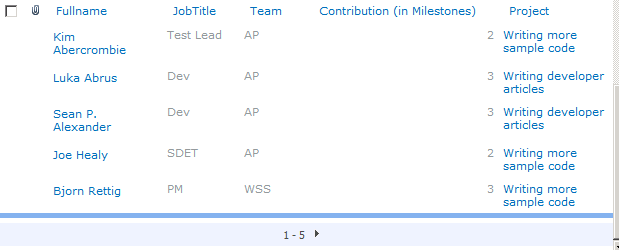 Fullname JobTitle Team Contribution (in Milestones) Project
Kim Test Lead AP 2 Writing more
Abercrombie sample code
Luka Abrus Dev AP 3 Writing developer
articles
Sean P. Dev AP 3 Writing developer
Alexander articles
Joe Healy SDET AP 2 Writing more
sample code
Bjorn Rettig PM WSS 3 Writing more
sample code
1 - 5